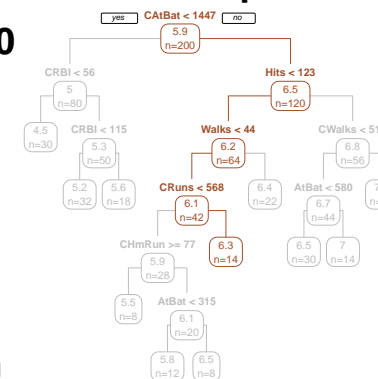 yes CAtBat < 1447 no
0
5.9
n=200
CRBI < 56 Hits < 123
5 6.5
n=80 n=120
CRBI < 115 Walks < 44 CWalks < 51
4.5 5.3 6.2 6.8
n=30 n=50 n=64 n=56
CRuns < 568 AtBat < 580
5.2 5.6 6.1 6.4 6.7
n=32 n=18 n=42 n=22 n=44
CHmRun >= 77
5.9 6.3 6.5 7
n=28 n=14 n=30 n=14
AtBat < 315
5.5 6.1
n=8 n=20
5.8 6.5
n=12 n=8